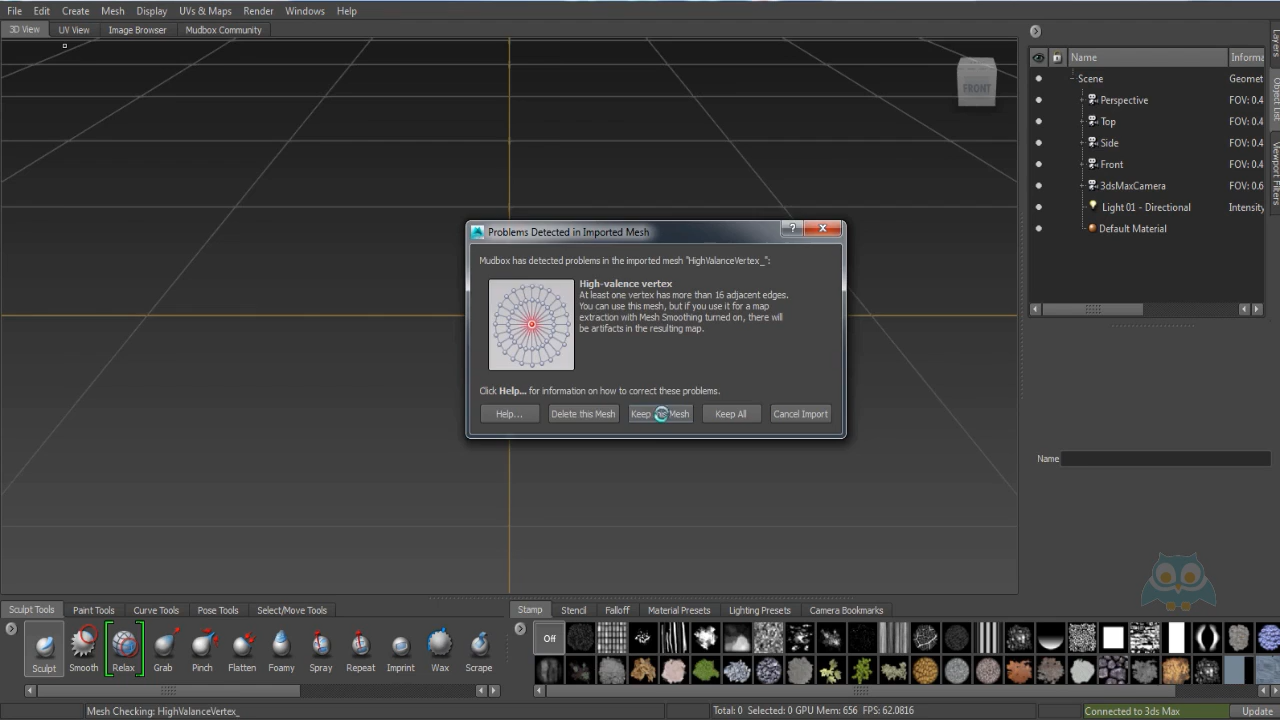 File Edit Create Mesh Display UVs & Maps Render Windows Help
3D View UV View Image Browser Mudbox Community
FRONT
Name Informa
Scene Geomet
Perspective FOV: 0.4
Top FOV: 0.4
Side FOV: 0.4
Front FOV: 0.4
3dsMaxCamera FOV: 0.6
Light 01 - Directional Intensity
Default Material
Layers
Object List
Viewport Filters
Problems Detected in Imported Mesh
Mudbox has detected problems in the imported mesh "HighValanceVertex_":
High-valence vertex
At least one vertex has more than 16 adjacent edges.
You can use this mesh, but if you use it for a map
extraction with Mesh Smoothing turned on, there will
be artifacts in the resulting map.
Click Help... for information on how to correct these problems.
Help... Delete this Mesh Keep this Mesh Keep All Cancel Import
Name
Sculpt Tools Paint Tools Curve Tools Pose Tools Select/Move Tools
Stamp Stencil Falloff Material Presets Lighting Presets Camera Bookmarks
Off
Sculpt Smooth Relax Grab Pinch Flatten Foamy Spray Repeat Imprint Wax Scrape
Mesh Checking: HighValanceVertex_
Total: 0 Selected: 0 GPU Mem: 656 FPS: 62.0816
Connected to 3ds Max
Update